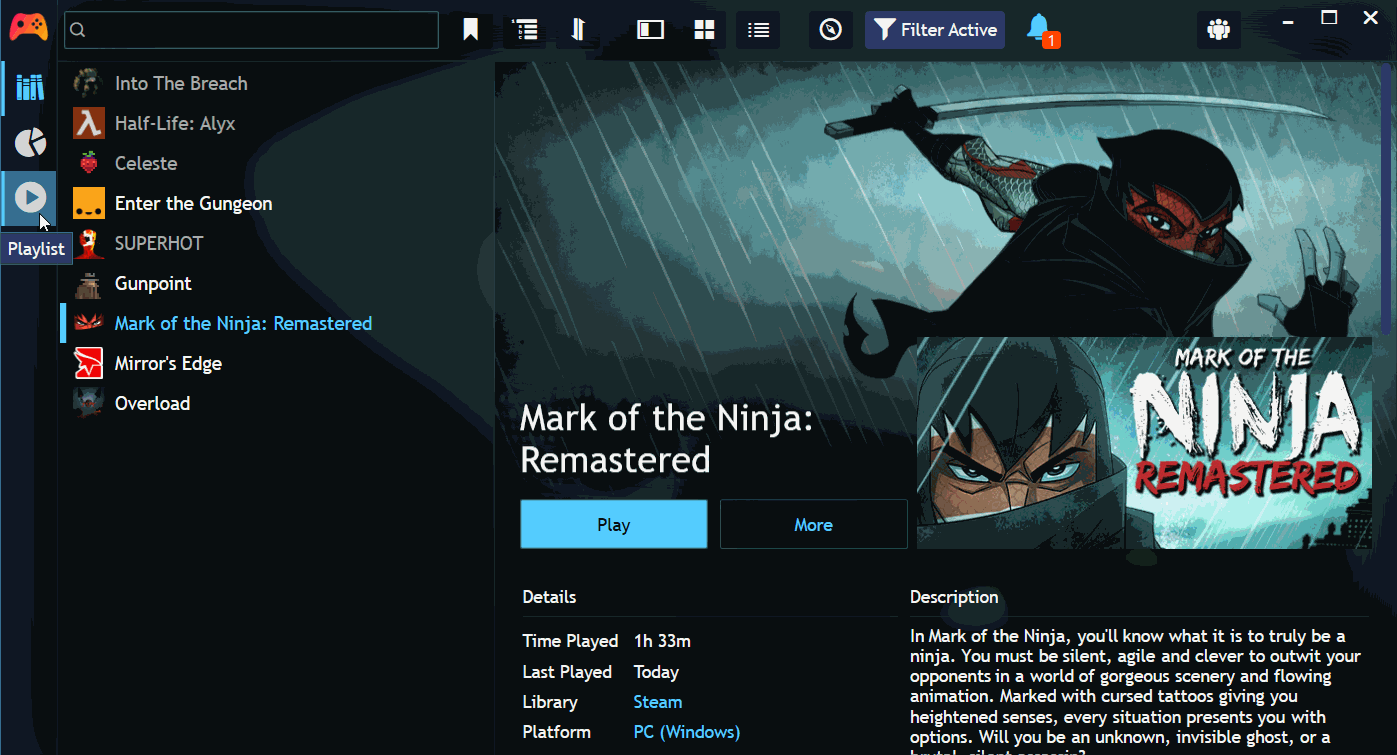 Filter Active
1
Playlist
Into The Breach
Half-Life: Alyx
Celeste
Enter the Gungeon
SUPERHOT
Gunpoint
Mark of the Ninja: Remastered
Mirror's Edge
Overload
MARK OF THE
NINJA
REMASTERED
Mark of the Ninja:
Remastered
Play
More
Details
Time Played 1h 33m
Last Played Today
Library Steam
Platform PC (Windows)
Description
In Mark of the Ninja, you'll know what it is to truly be a
ninja. You must be silent, agile and clever to outwit your
opponents in a world of gorgeous scenery and flowing
animation. Marked with cursed tattoos giving you
heightened senses, every situation presents you with
options. Will you be an unknown, invisible ghost, or a
brutal, silent assassin?